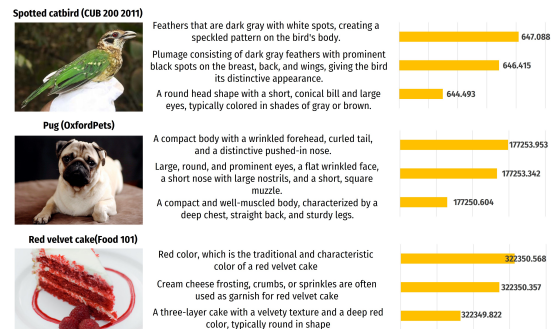 Spotted catbird (CUB 200 2011)
Feathers that are dark gray with white spots, creating a
speckled pattern on the bird's body.
647.088
Plumage consisting of dark gray feathers with prominent
black spots on the breast, back, and wings, giving the bird
its distinctive appearance.
646.415
A round head shape with a short, conical bill and large
eyes, typically colored in shades of gray or brown.
644.493
Pug (OxfordPets)
A compact body with a wrinkled forehead, curled tail,
and a distinctive pushed-in nose.
177253.953
Large, round, and prominent eyes, a flat wrinkled face,
a short nose with large nostrils, and a short, square
muzzle.
177253.342
A compact and well-muscled body, characterized by a
deep chest, straight back, and sturdy legs.
177250.604
Red velvet cake(Food 101)
Red color, which is the traditional and characteristic
color of a red velvet cake
322350.568
Cream cheese frosting, crumbs, or sprinkles are often
used as garnish for red velvet cake
322350.357
A three-layer cake with a velvety texture and a deep red
color, typically round in shape
322349.822